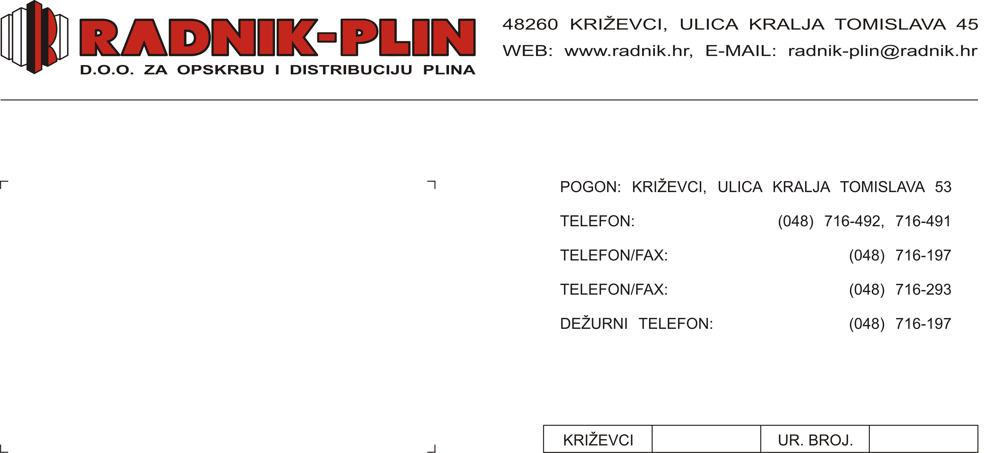 RADNIK-PLIN
D.O.O. ZA OPSKRBU I DISTRIBUCIJU PLINA
48260 KRIŽEVCI, ULICA KRALJA TOMISLAVA 45
WEB: www.radnik.hr, E-MAIL: radnik-plin@radnik.hr
POGON: KRIŽEVCI, ULICA KRALJA TOMISLAVA 53
TELEFON: (048) 716-492, 716-491
TELEFON/FAX: (048) 716-197
TELEFON/FAX: (048) 716-293
DEŽURNI TELEFON: (048) 716-197
KRIŽEVCI UR. BROJ.